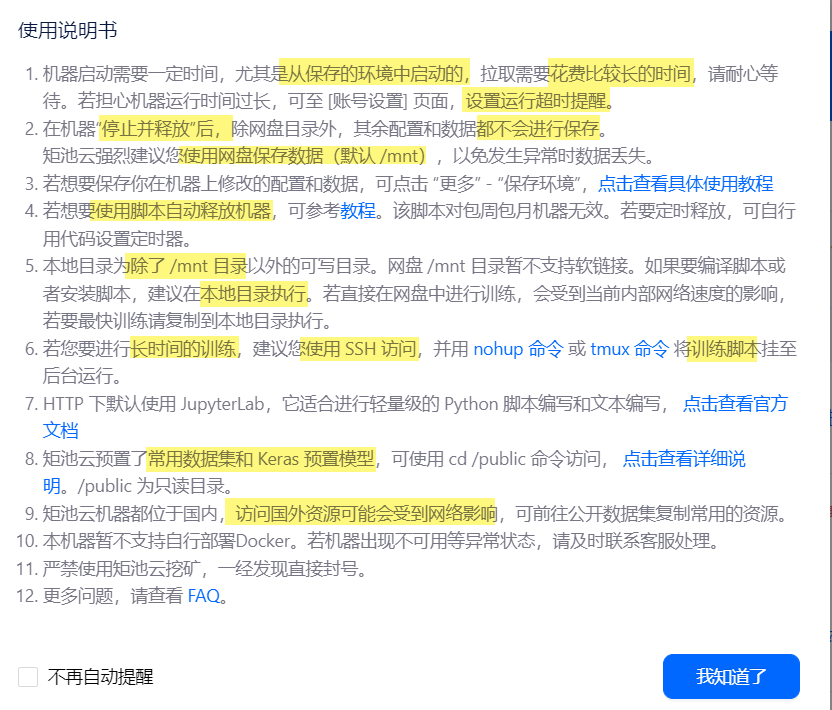 使用说明书
1. 机器启动需要一定时间，尤其是从保存的环境中启动的，拉取需要花费比较长的时间，请耐心等
待。若担心机器运行时间过长，可至 [账号设置] 页面，设置运行超时提醒。
2. 在机器“停止并释放”后，除网盘目录外，其余配置和数据都不会进行保存。
矩池云强烈建议您使用网盘保存数据（默认 /mnt），以免发生异常时数据丢失。
3. 若想要保存你在机器上修改的配置和数据，可点击 “更多” - “保存环境”，点击查看具体使用教程
4. 若想要使用脚本自动释放机器，可参考教程。该脚本对包周包月机器无效。若要定时释放，可自行
用代码设置定时器。
5. 本地目录为除了 /mnt 目录以外的可写目录。网盘 /mnt 目录暂不支持软链接。如果要编译脚本或
者安装脚本，建议在本地目录执行。若直接在网盘中进行训练，会受到当前内部网络速度的影响，
若要最快训练请复制到本地目录执行。
6. 若您要进行长时间的训练，建议您使用 SSH 访问，并用 nohup 命令 或 tmux 命令 将训练脚本挂至
后台运行。
7. HTTP 下默认使用 JupyterLab，它适合进行轻量级的 Python 脚本编写和文本编写， 点击查看官方
文档
8. 矩池云预置了常用数据集和 Keras 预置模型，可使用 cd /public 命令访问， 点击查看详细说
明。/public 为只读目录。
9. 矩池云机器都位于国内，访问国外资源可能会受到网络影响，可前往公开数据集复制常用的资源。
10. 本机器暂不支持自行部署Docker。若机器出现不可用等异常状态，请及时联系客服处理。
11. 严禁使用矩池云挖矿，一经发现直接封号。
12. 更多问题，请查看 FAQ。
不再自动提醒
我知道了